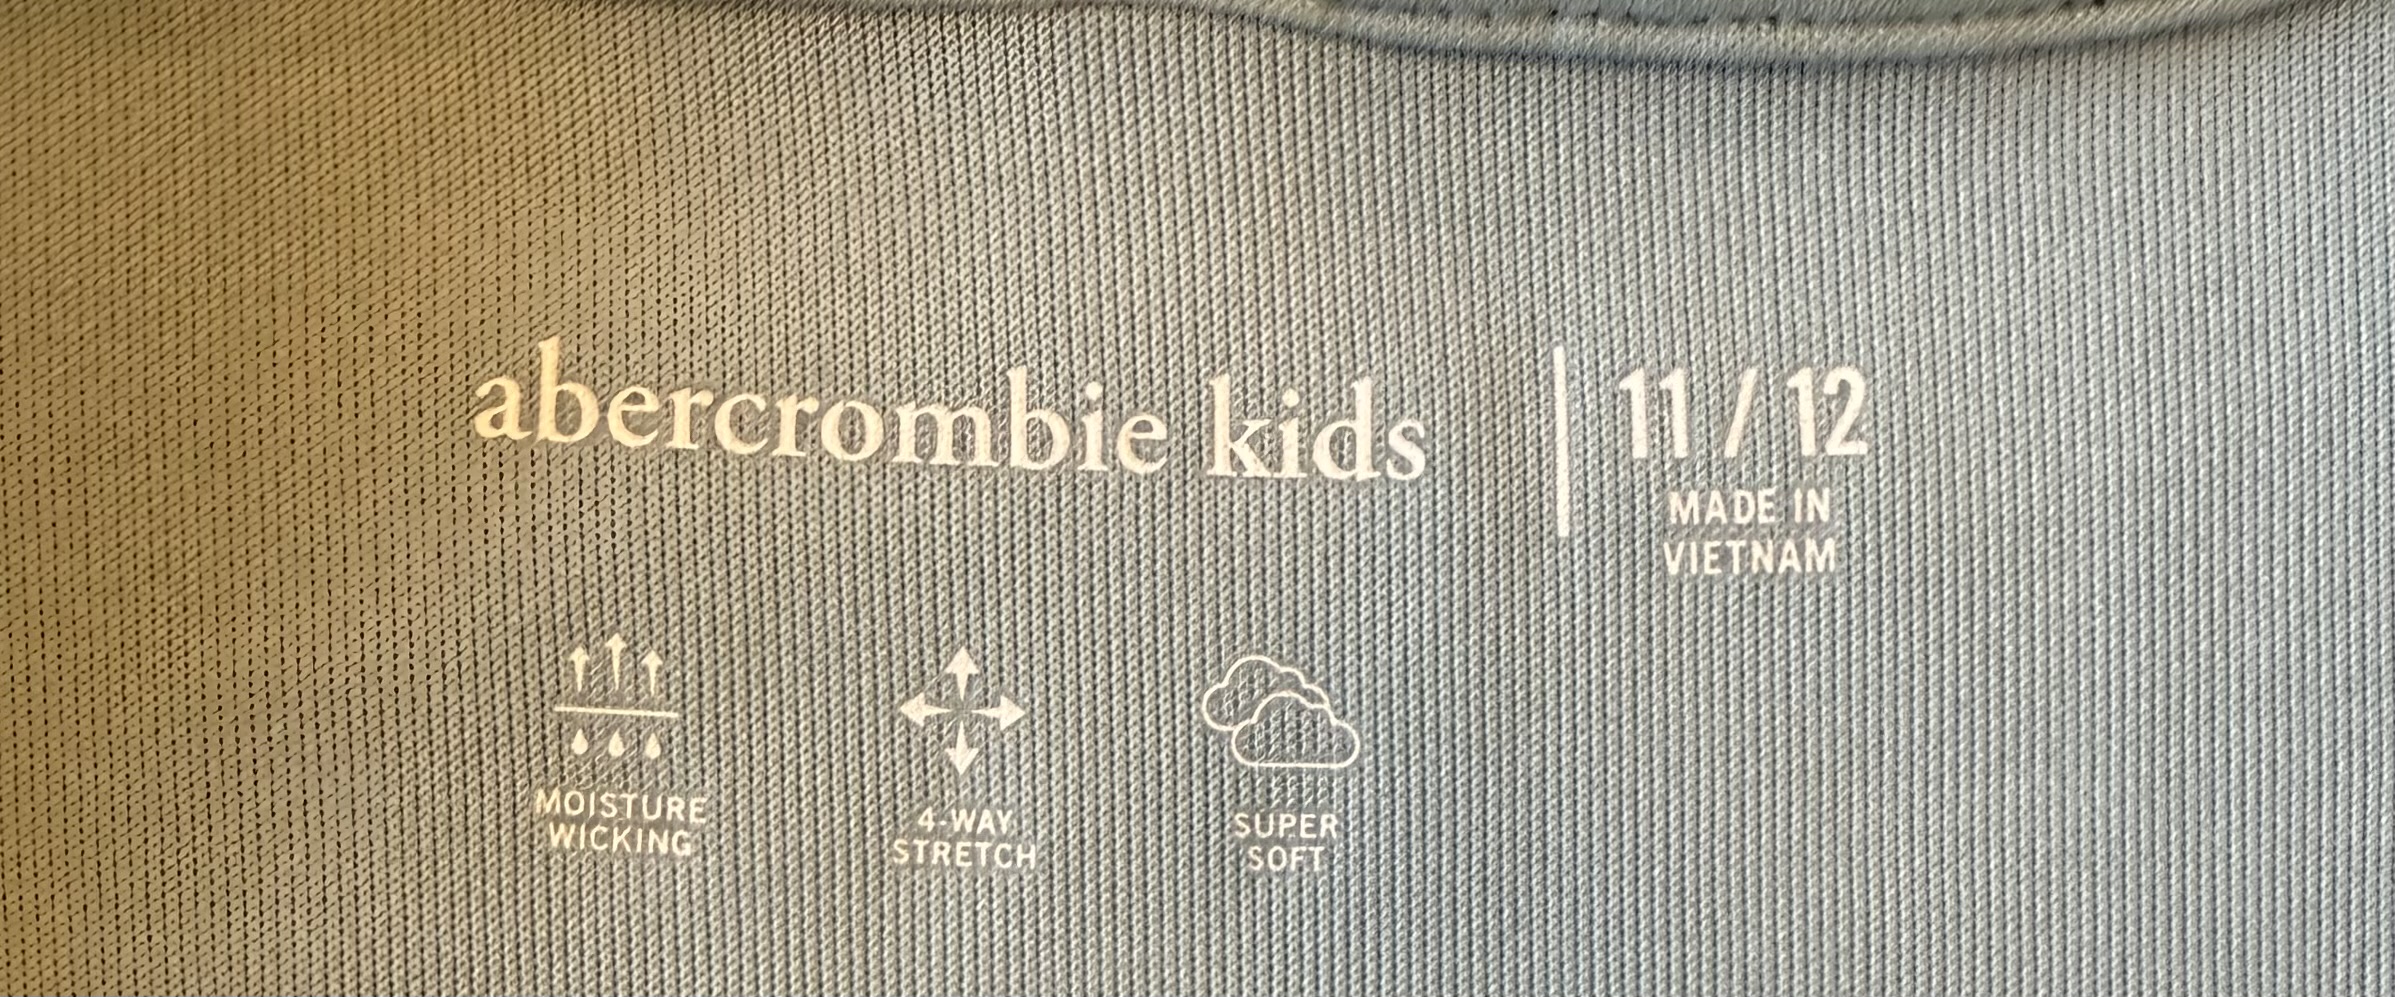 abercrombie kids
11 / 12
MADE IN
VIETNAM
MOISTURE
WICKING
4-WAY
STRETCH
SUPER
SOFT